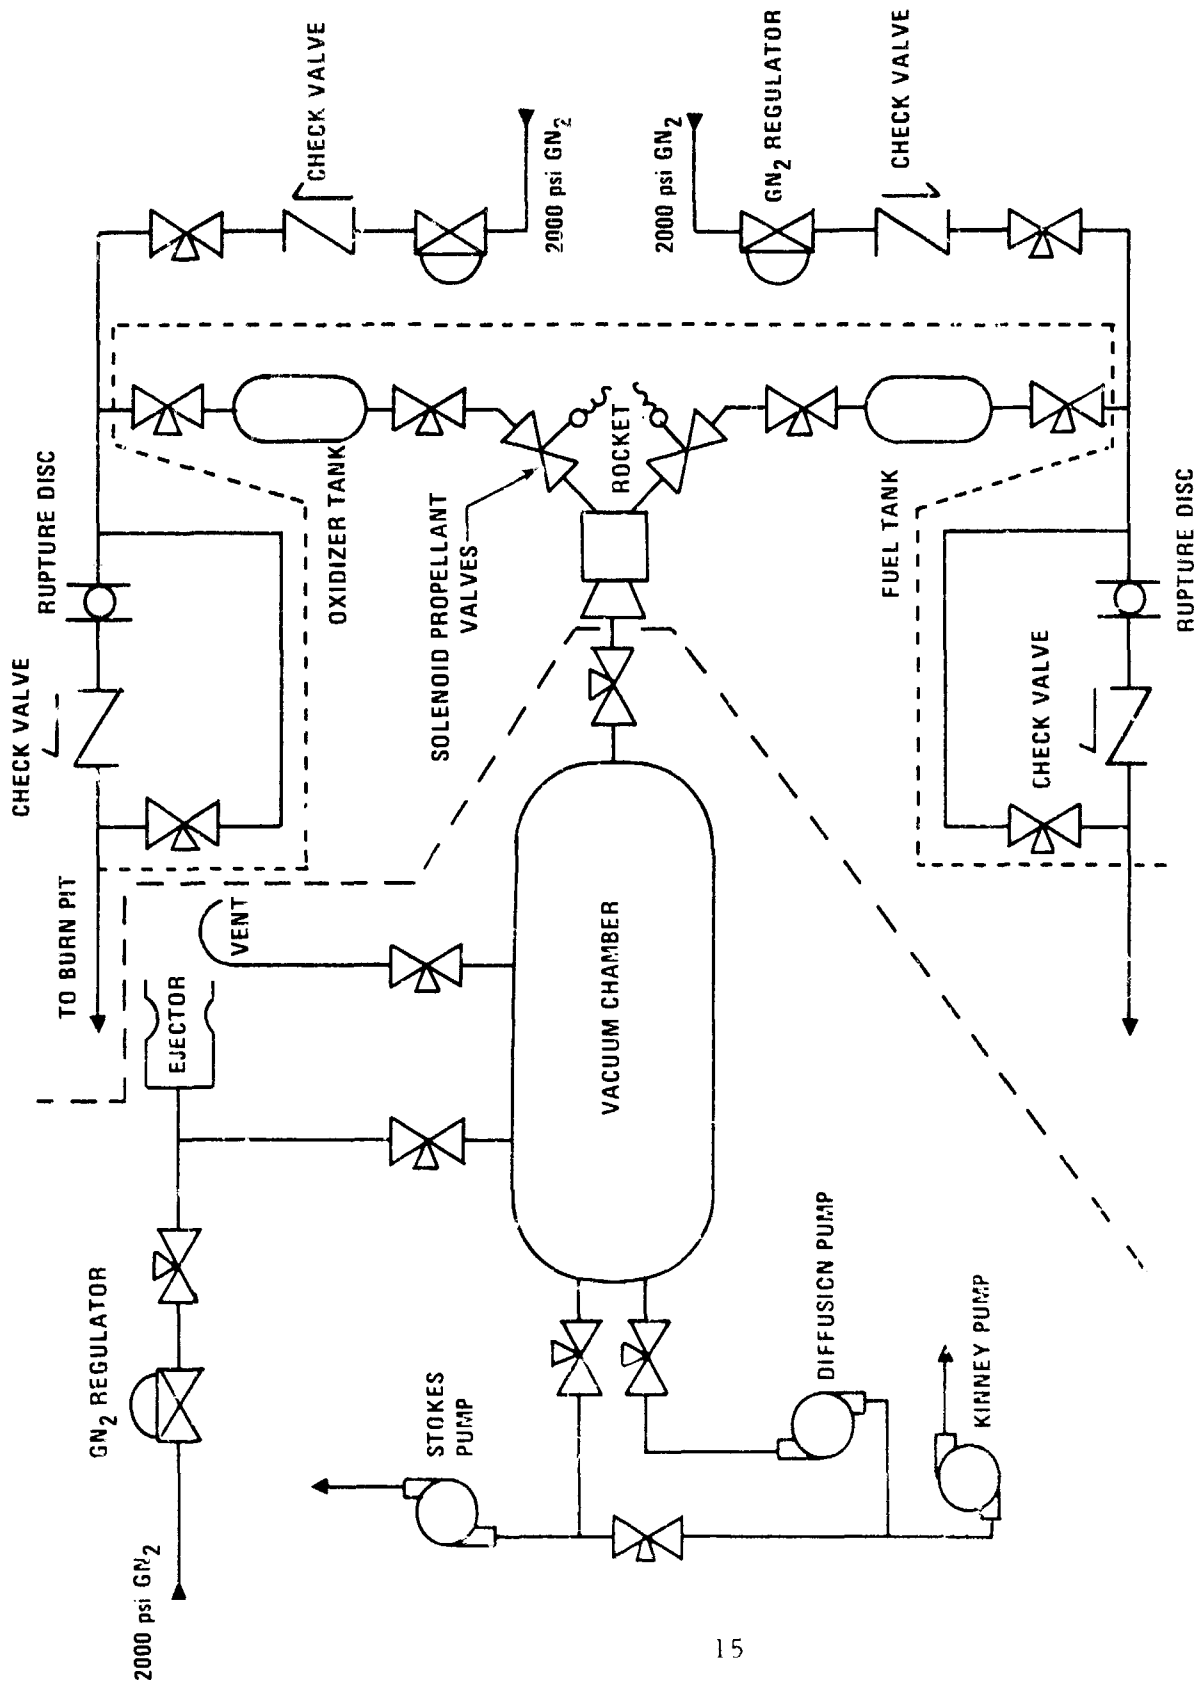 2000 psi GN2
GN2 REGULATOR
EJECTOR
TO BURN PIT
VENT
CHECK VALVE
RUPTURE DISC
OXIDIZER TANK
CHECK VALVE
2000 psi GN2
STOKES
PUMP
VACUUM CHAMBER
SOLENOID PROPELLANT
VALVES
ROCKET
2000 psi GN2
GN2 REGULATOR
DIFFUSION PUMP
KINNEY PUMP
FUEL TANK
CHECK VALVE
CHECK VALVE
RUPTURE DISC
15